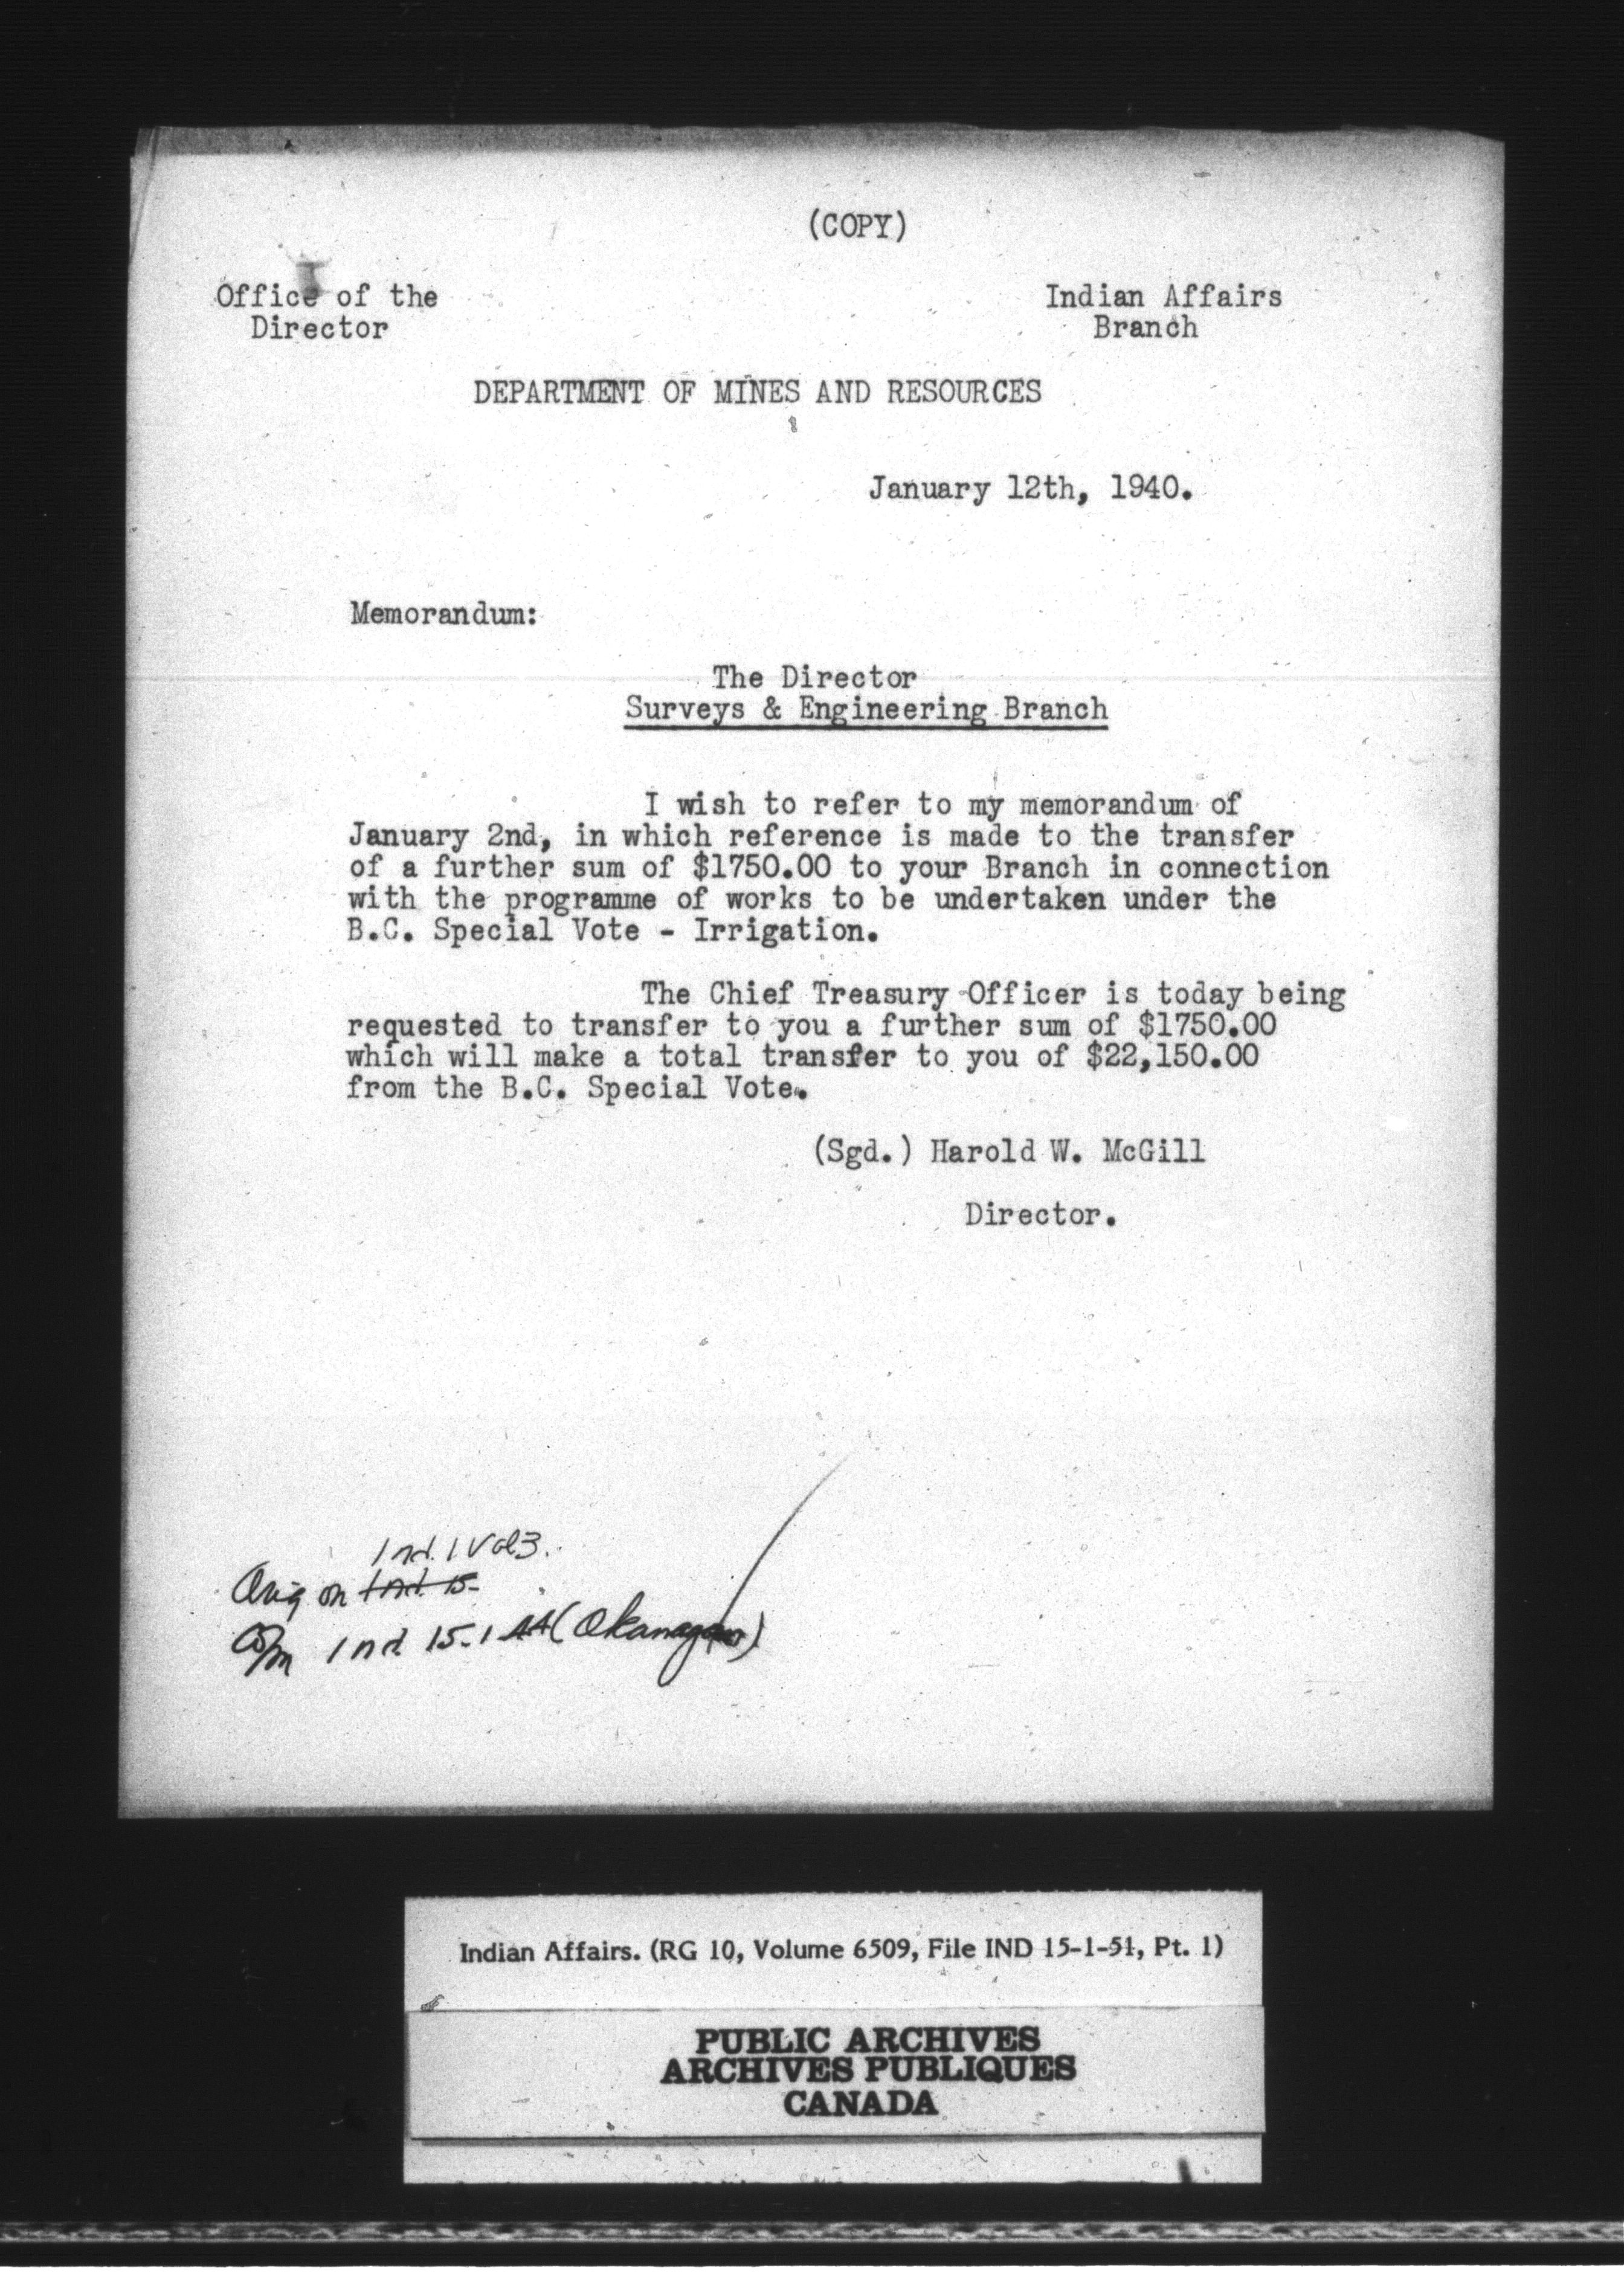 (COPY)
Office of the
Director
Indian Affairs
Branch
DEPARTMENT OF MINES AND RESOURCES
January 12th, 1940.
Memorandum:
The Director
Surveys & Engineering Branch
I wish to refer to my memorandum of
January 2nd, in which reference is made to the transfer
of a further sum of $1750.00 to your Branch in connection
with the programme of works to be undertaken under the
B.C. Special Vote - Irrigation.
The Chief Treasury Officer is today being
requested to transfer to you a further sum of $1750.00
which will make a total transfer to you of $22,150.00
from the B.C. Special Vote.
(Sgd.) Harold W. McGill
Director.
Ind. 1 Vol 3.
Orig on Ind. 15-
Ind 15-1 (Okanagan)
Indian Affairs. (RG 10, Volume 6509, File IND 15-1-51, Pt. 1)
PUBLIC ARCHIVES
ARCHIVES PUBLIQUES
CANADA